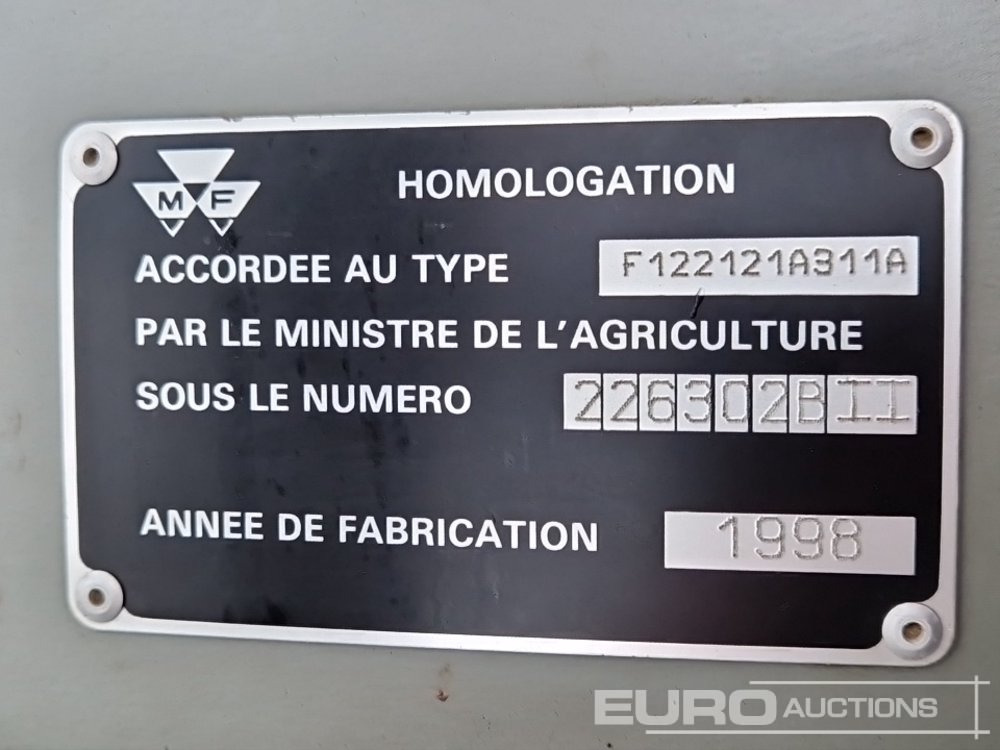 MF
HOMOLOGATION
ACCORDEE AU TYPE F122121A311A
PAR LE MINISTRE DE L'AGRICULTURE
SOUS LE NUMERO 226302BII
ANNEE DE FABRICATION 1998
EURO AUCTIONS